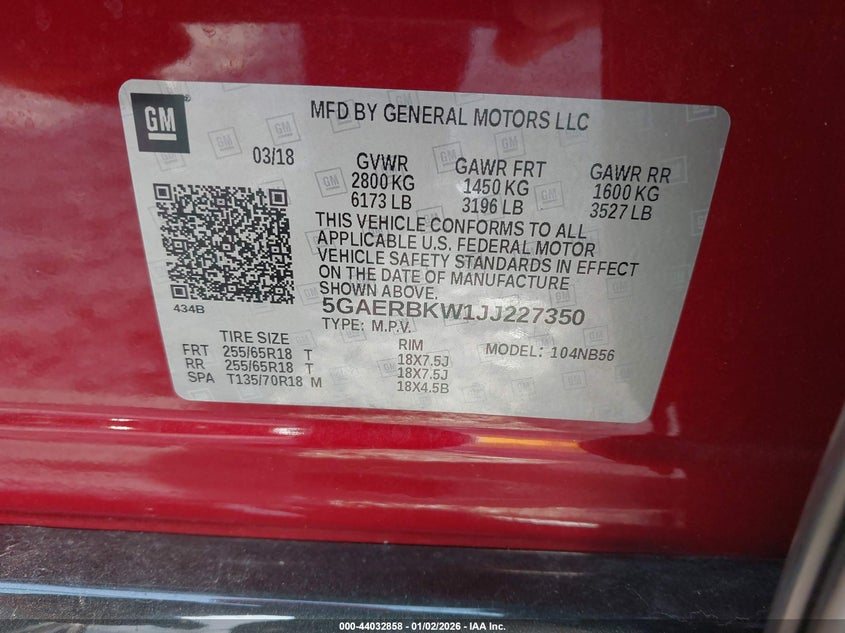 GM
MFD BY GENERAL MOTORS LLC
03/18
GVWR
2800 KG
6173 LB
GAWR FRT
1450 KG
3196 LB
GAWR RR
1600 KG
3527 LB
THIS VEHICLE CONFORMS TO ALL
APPLICABLE U.S. FEDERAL MOTOR
VEHICLE SAFETY STANDARDS IN EFFECT
ON THE DATE OF MANUFACTURE
SHOWN ABOVE.
434B
5GAERBKW1JJ227350
TYPE: M.P.V.
MODEL: 104NB56
TIRE SIZE
RIM
FRT 255/65R18 T 18X7.5J
RR 255/65R18 T 18X7.5J
SPA T135/70R18 M 18X4.5B
000-44032858 - 01/02/2026 - IAA Inc.